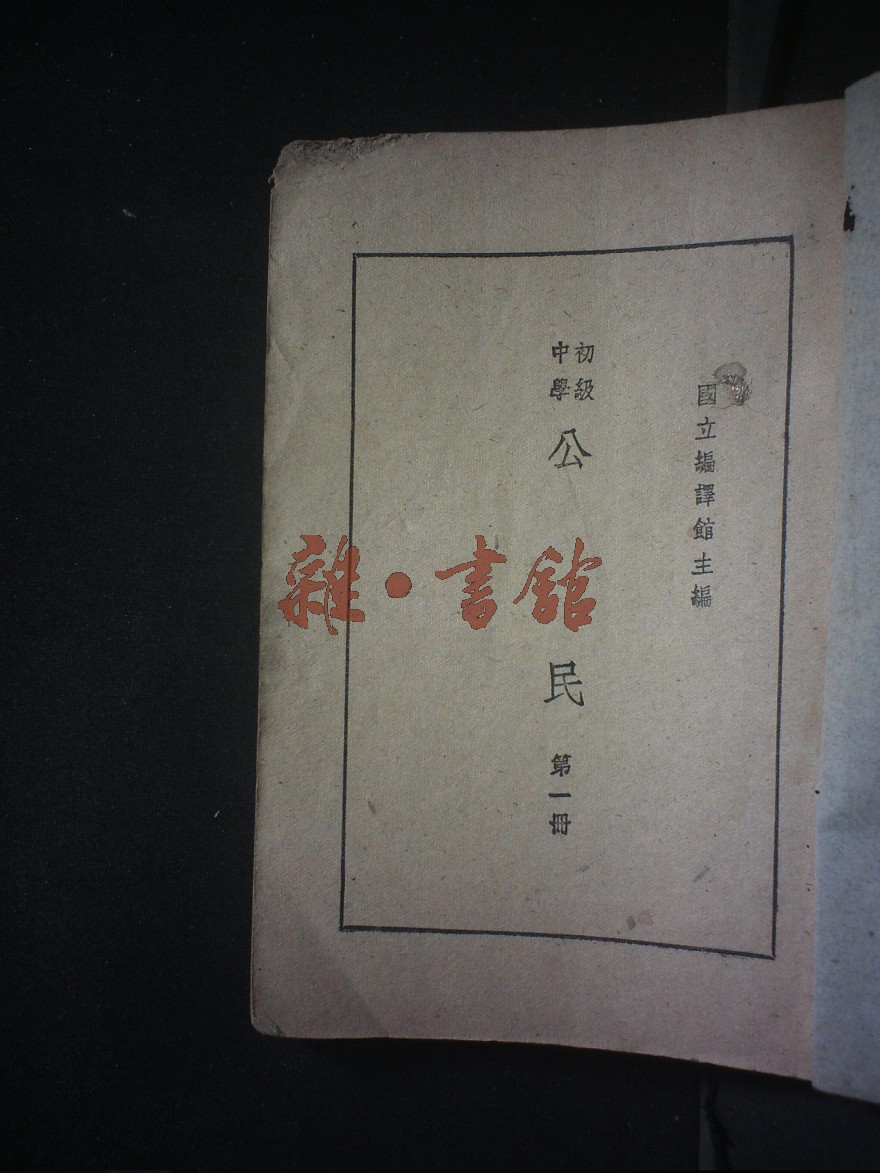 國立編譯館主編
初級
中學
公民
第一冊
雜·書館